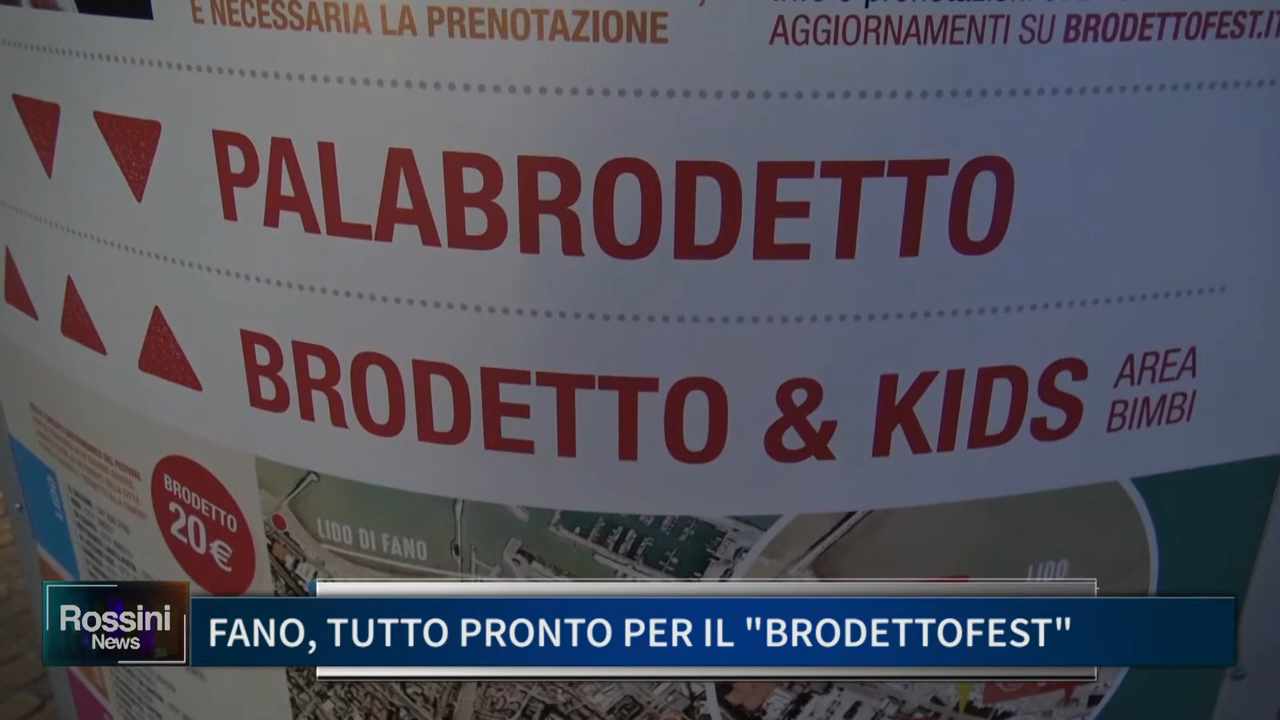 È NECESSARIA LA PRENOTAZIONE
AGGIORNAMENTI SU BRODETTOFEST.IT
PALABRODETTO
BRODETTO & KIDS
AREA
BIMBI
BRODETTO
20€
LIDO DI FANO
LIDO
Rossini
News
FANO, TUTTO PRONTO PER IL "BRODETTOFEST"